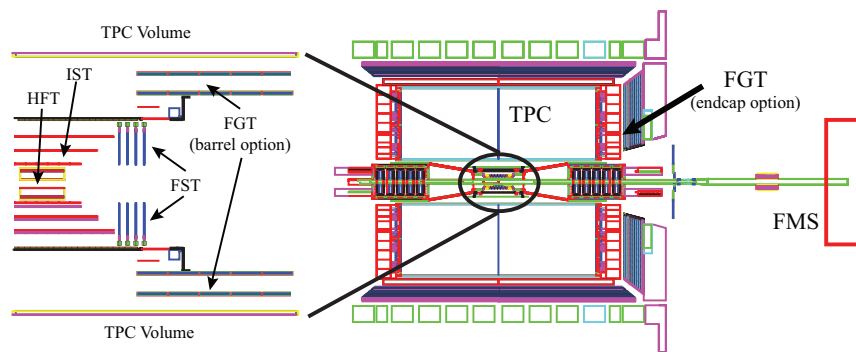 TPC Volume
IST
HFT
FGT
(barrel option)
FST
TPC Volume
TPC
FGT
(endcap option)
FMS